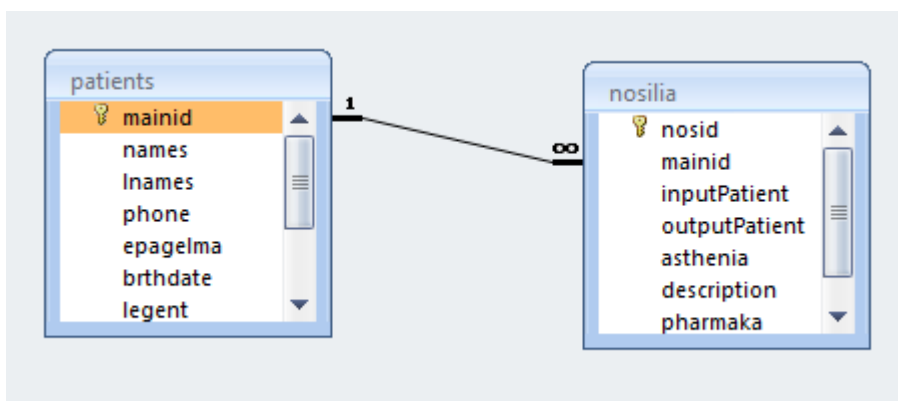 patients
mainid
names
lnames
phone
epagelma
brthdate
legent
1
∞
nosilia
nosid
mainid
inputPatient
outputPatient
asthenia
description
pharmaka